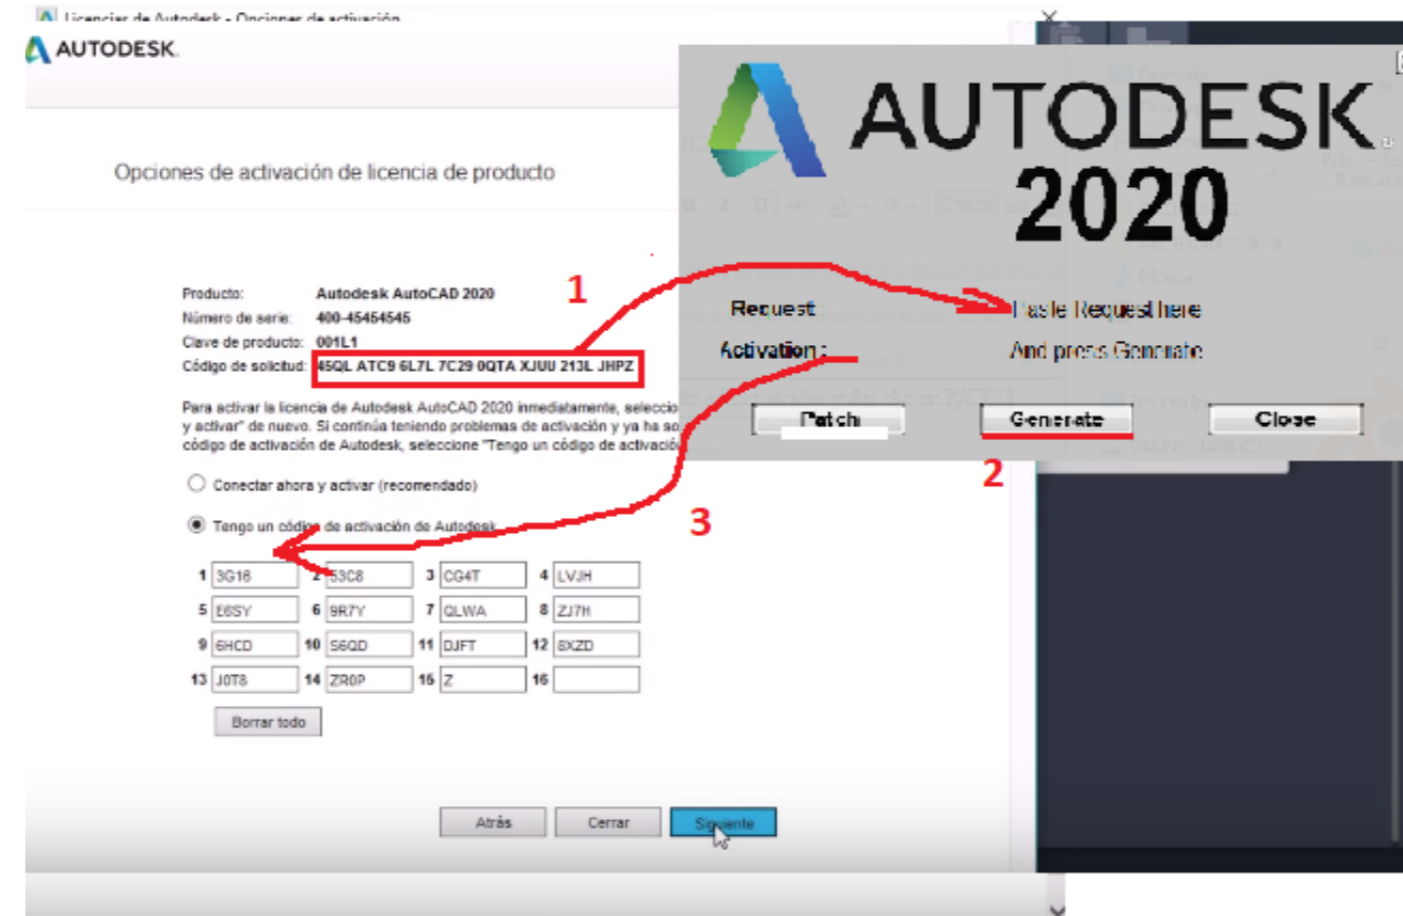 Licencias de Autodesk - Opciones de activación
AUTODESK.
Opciones de activación de licencia de producto
Producto: Autodesk AutoCAD 2020
Número de serie: 400-45454545
Clave de producto: 001L1
Código de solicitud: 45QL ATC9 6L7L 7C29 0QTA XJUU 213L JHPZ
Para activar la licencia de Autodesk AutoCAD 2020 inmediatamente, seleccio
y activar" de nuevo. Si continúa teniendo problemas de activación y ya ha so
código de activación de Autodesk, seleccione "Tengo un código de activació
Conectar ahora y activar (recomendado)
Tengo un código de activación de Autodesk
1 3G16 2 53C8 3 CG4T 4 LVJH
5 E6SY 6 9R7Y 7 QLWA 8 ZJ7H
9 6HCD 10 S6QD 11 DJFT 12 8XZD
13 J0T8 14 ZR0P 15 Z 16
Borrar todo
Atrás Cerrar Siguiente
AUTODESK
2020
Request: Paste Request here
Activation: And press Generate
Patch Generate Close
1
2
3